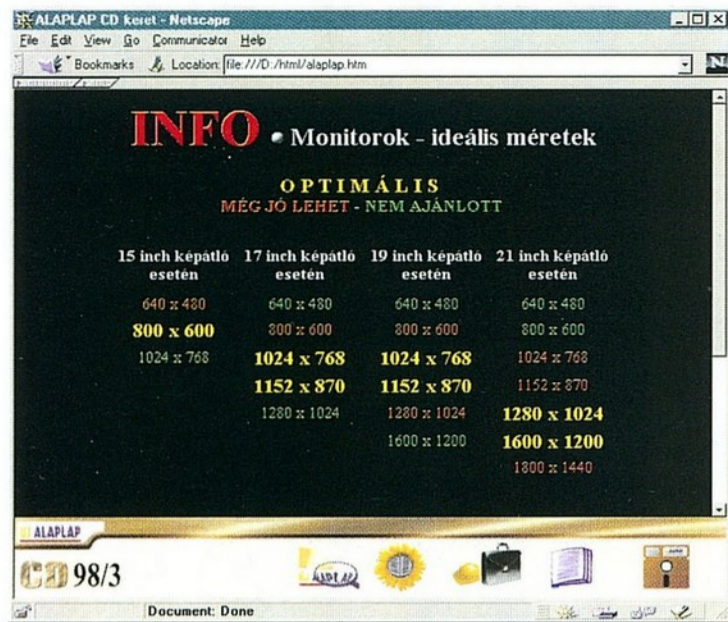 ALAPLAP CD keret - Netscape
File Edit View Go Communicator Help
Bookmarks Location: file:///D:/html/alaplap.htm
INFO • Monitorok - ideális méretek
OPTIMÁLIS
MÉG JÓ LEHET - NEM AJÁNLOTT
15 inch képátló 17 inch képátló 19 inch képátló 21 inch képátló
esetén esetén esetén esetén
640 x 480 640 x 480 640 x 480 640 x 480
800 x 600 800 x 600 800 x 600 800 x 600
1024 x 768 1024 x 768 1024 x 768 1024 x 768
1152 x 870 1152 x 870 1152 x 870
1280 x 1024 1280 x 1024 1280 x 1024
1600 x 1200 1600 x 1200
1800 x 1440
ALAPLAP
CD 98/3
Document: Done